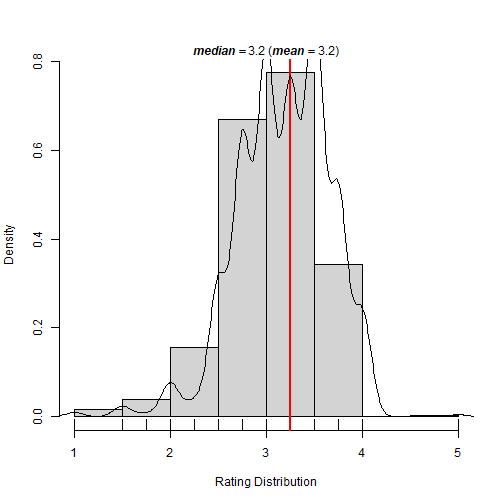 median = 3.2 (mean = 3.2)
0.8
0.6
0.4
0.2
0.0
Density
1 2 3 4 5
Rating Distribution